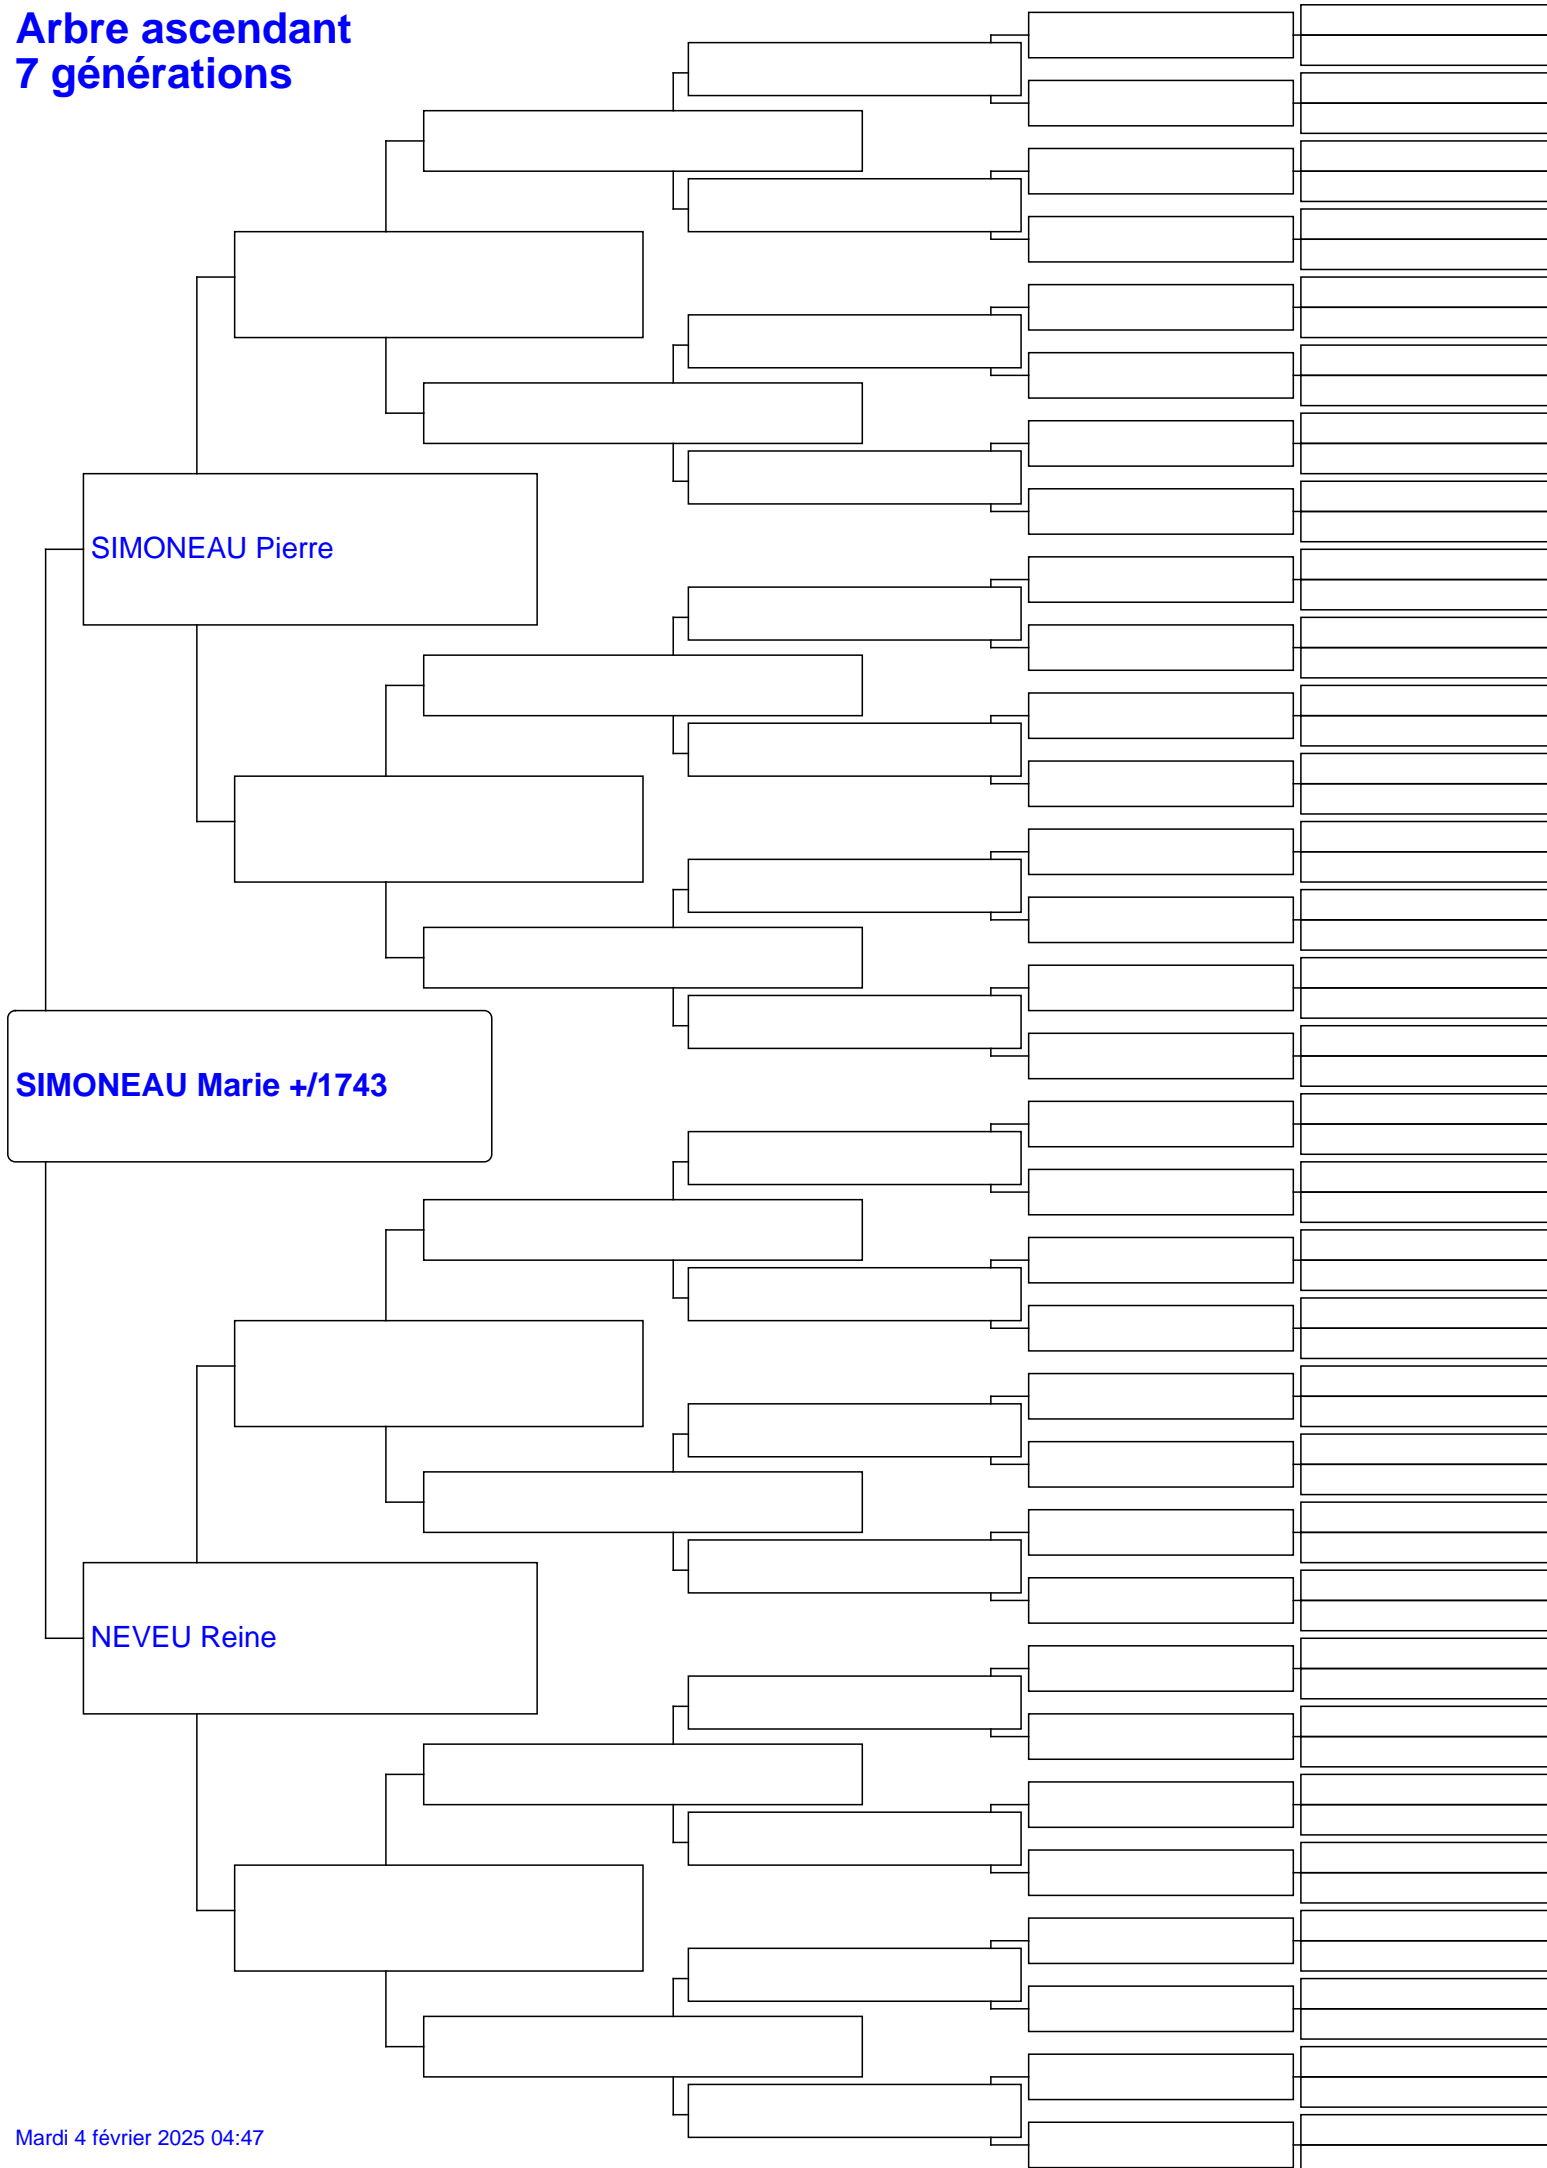 Arbre ascendant
7 générations
SIMONEAU Pierre
SIMONEAU Marie +/1743
NEVEU Reine
Mardi 4 février 2025 04:47